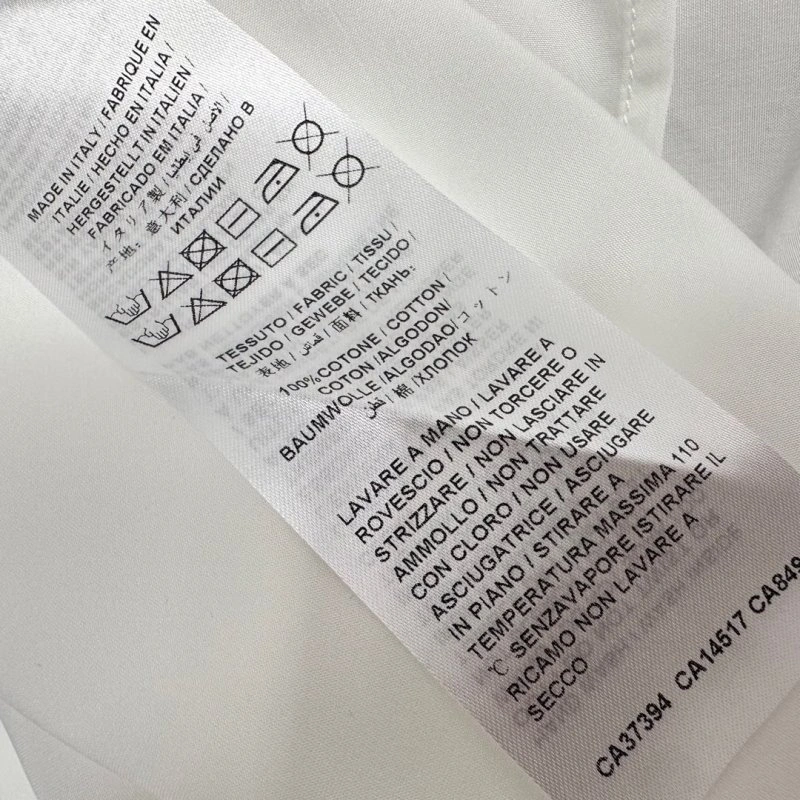 MADE IN ITALY / FABRIQUE EN
ITALIE / HECHO EN ITALIA /
HERGESTELLT IN ITALIEN /
FABRICADO EM ITALIA /
イタリア製 /
产地: 意大利 / СДЕЛАНО В
ИТАЛИИ
TESSUTO / FABRIC / TISSU /
TEJIDO / GEWEBE / TECIDO /
表地 / قماش / 面料 / ТКАНЬ:
100%COTONE / COTTON /
COTON /ALGODON/
BAUMWOLLE /ALGODAO/コットン
قطن / 棉 /ХЛОПОК
LAVARE A MANO / LAVARE A
ROVESCIO / NON TORCERE O
STRIZZARE / NON LASCIARE IN
AMMOLLO / NON TRATTARE
CON CLORO / NON USARE
ASCIUGATRICE / ASCIUGARE
IN PIANO / STIRARE A
TEMPERATURA MASSIMA 110
℃ SENZAVAPORE ISTIRARE IL
RICAMO NON LAVARE A
SECCO
CA37394 CA14517 CA849